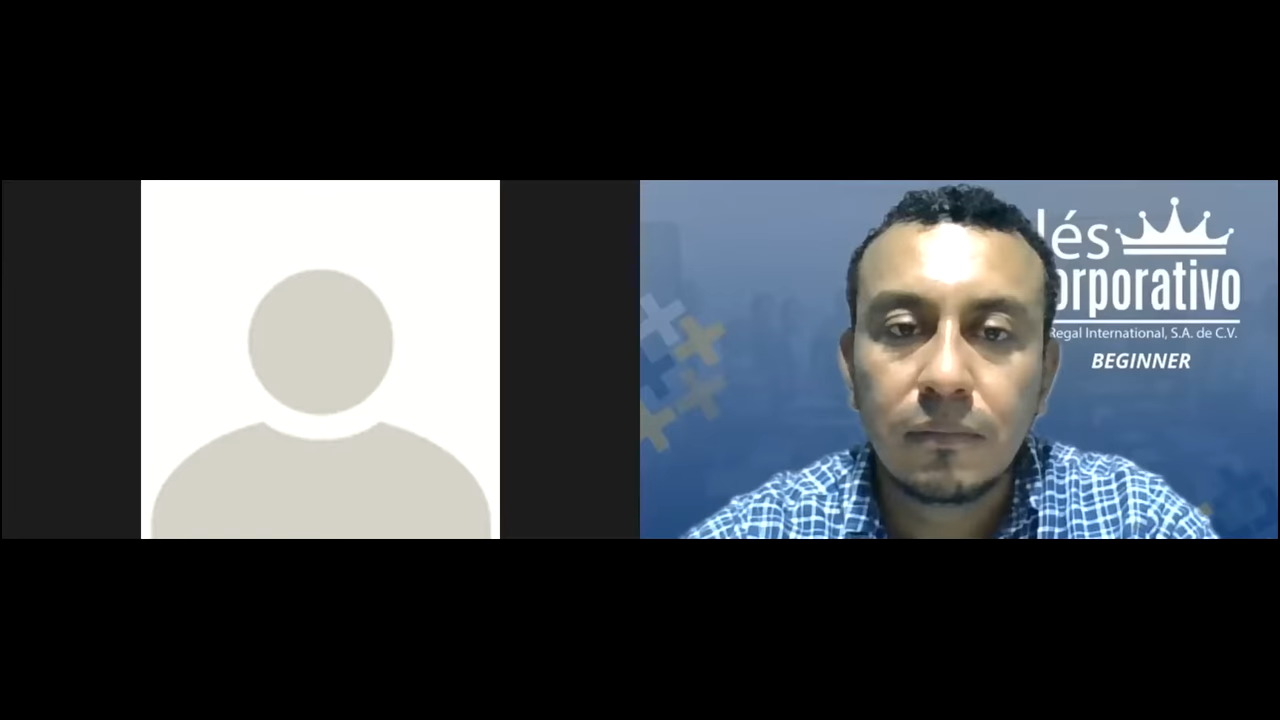 lés
orporativo
Regal International, S.A. de C.V.
BEGINNER